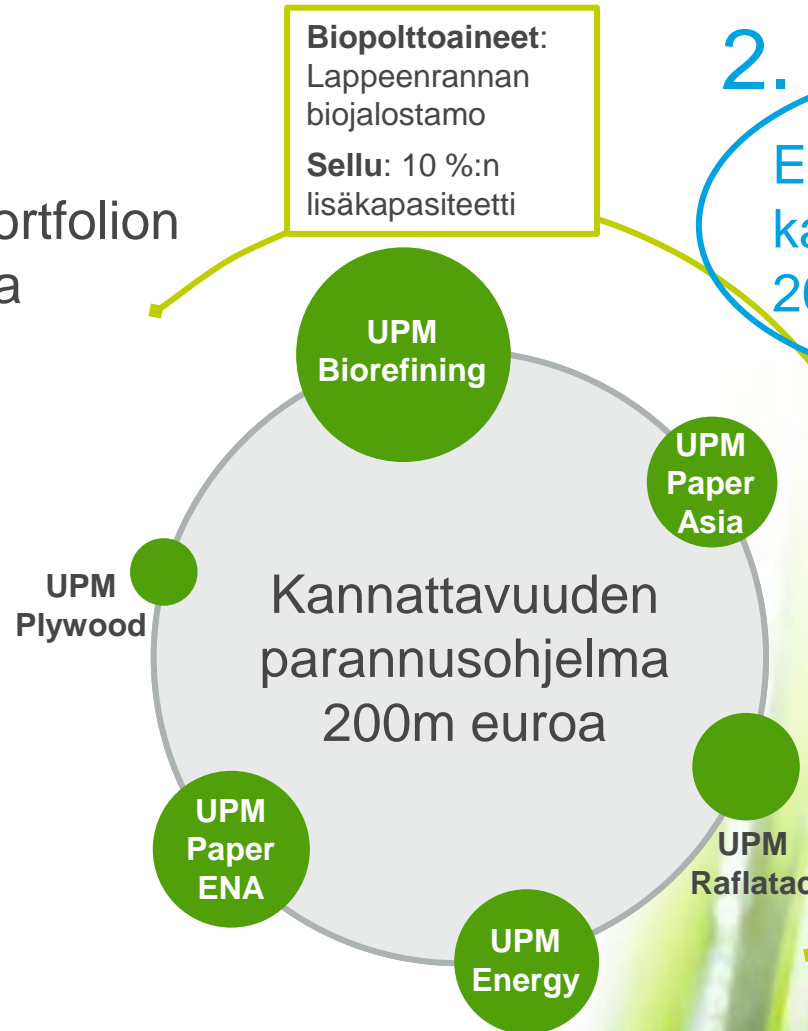 Biopolttoaineet:
Lappeenrannan
biojalostamo
Sellu: 10 %:n
lisäkapasiteetti
2.
UPM
Biorefining
UPM
Paper
Asia
UPM
Plywood
Kannattavuuden
parannusohjelma
200m euroa
UPM
Paper
ENA
UPM
UPM
Energy